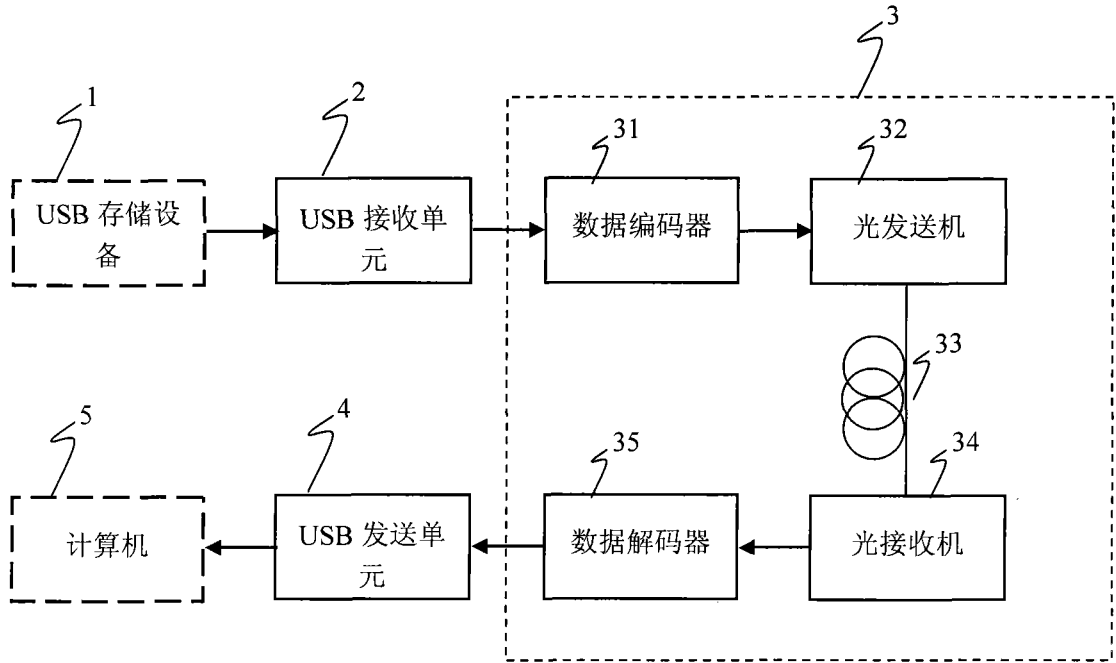 3
1
2
31
32
USB 存储设
备
USB 接收单
元
数据编码器
光发送机
33
5
4
35
34
计算机
USB 发送单
元
数据解码器
光接收机